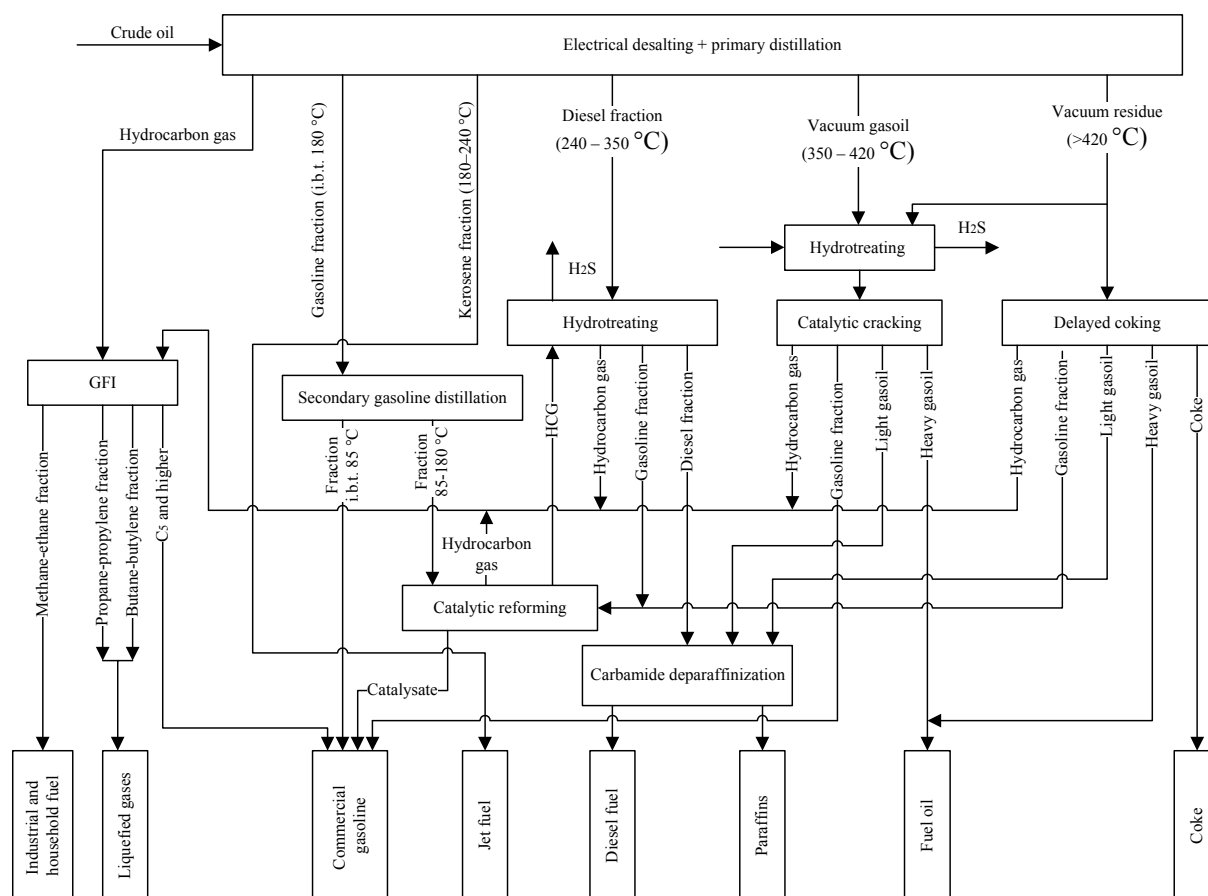 Crude oil
Electrical desalting + primary distillation
Hydrocarbon gas
Gasoline fraction (i.b.t. 180 °C)
Kerosene fraction (180–240 °C)
Diesel fraction
(240 – 350 °C)
Vacuum gasoil
(350 – 420 °C)
Vacuum residue
(>420 °C)
H2S
Hydrotreating
H2S
Hydrotreating
Catalytic cracking
Delayed coking
GFI
Secondary gasoline distillation
Methane-ethane fraction
Propane-propylene fraction
Butane-butylene fraction
C5 and higher
Fraction
i.b.t. 85 °C
Fraction
85-180 °C
HCG
Hydrocarbon gas
Gasoline fraction
Diesel fraction
Hydrocarbon gas
Gasoline fraction
Light gasoil
Heavy gasoil
Hydrocarbon gas
Gasoline fraction
Light gasoil
Heavy gasoil
Coke
Hydrocarbon
gas
Catalytic reforming
Carbamide deparaffinization
Catalysate
Industrial and
household fuel
Liquefied gases
Commercial
gasoline
Jet fuel
Diesel fuel
Paraffins
Fuel oil
Coke